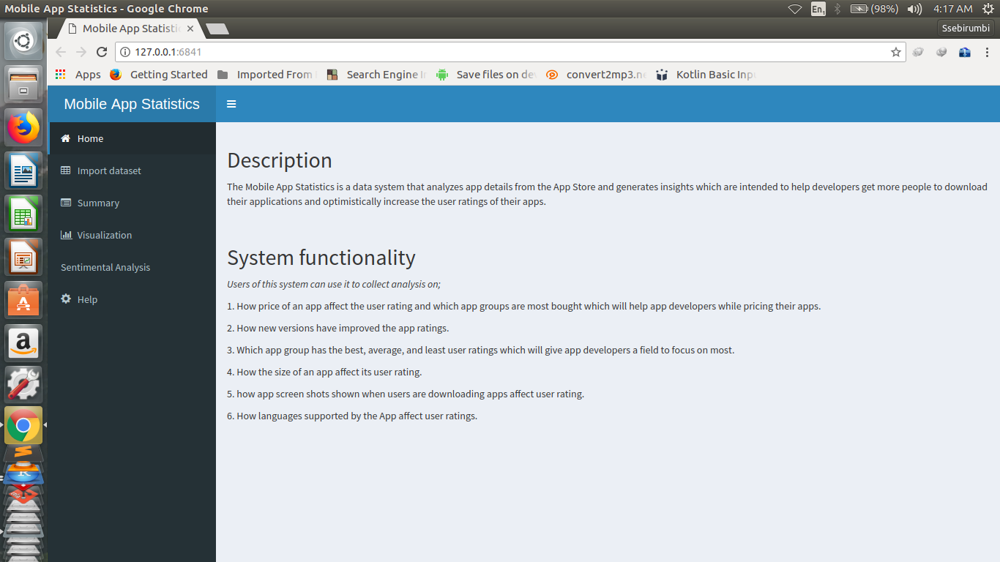 Mobile App Statistics - Google Chrome
En1
(98%)
4:17 AM
Mobile App Statistic
Ssebirumbi
127.0.0.1:6841
Apps
Getting Started
Imported From
Search Engine
Save files on de
convert2mp3.ne
Kotlin Basic Inpu
Mobile App Statistics
Home
Import dataset
Summary
Visualization
Sentimental Analysis
Help
Description
The Mobile App Statistics is a data system that analyzes app details from the App Store and generates insights which are intended to help developers get more people to download
their applications and optimistically increase the user ratings of their apps.
System functionality
Users of this system can use it to collect analysis on;
1. How price of an app affect the user rating and which app groups are most bought which will help app developers while pricing their apps.
2. How new versions have improved the app ratings.
3. Which app group has the best, average, and least user ratings which will give app developers a field to focus on most.
4. How the size of an app affect its user rating.
5. how app screen shots shown when users are downloading apps affect user rating.
6. How languages supported by the App affect user ratings.